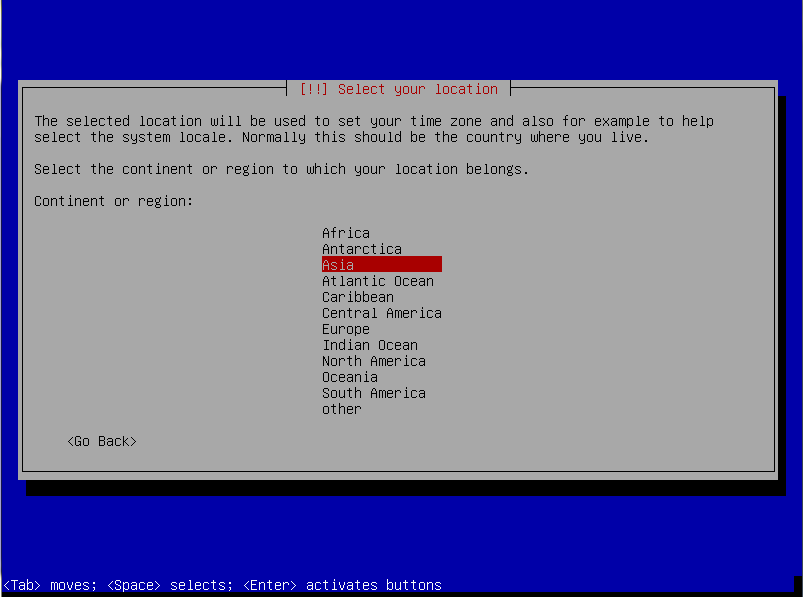 [!!] Select your location
The selected location will be used to set your time zone and also for example to help
select the system locale. Normally this should be the country where you live.
Select the continent or region to which your location belongs.
Continent or region:
Africa
Antarctica
Asia
Atlantic Ocean
Caribbean
Central America
Europe
Indian Ocean
North America
Oceania
South America
other
<Go Back>
<Tab> moves; <Space> selects; <Enter> activates buttons